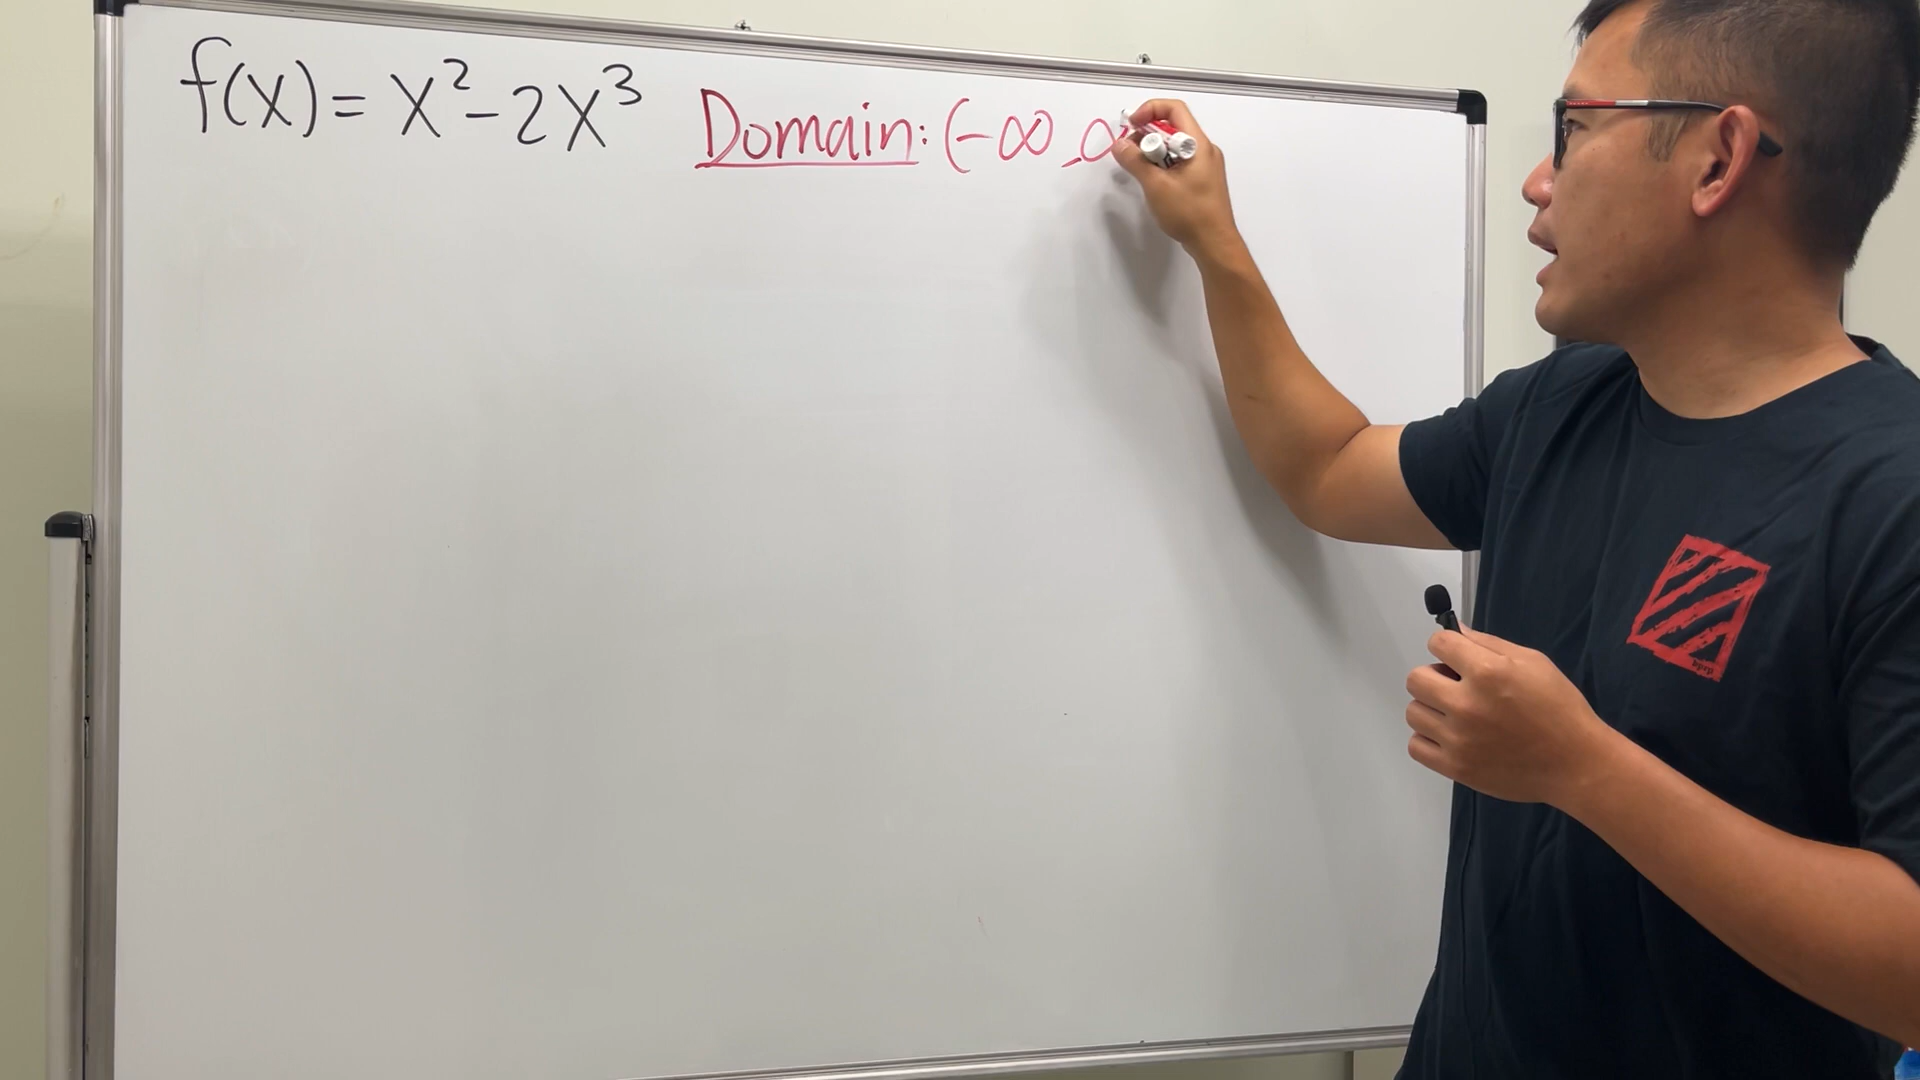 f(x) = x² - 2x³ Domain: (-∞, ∞